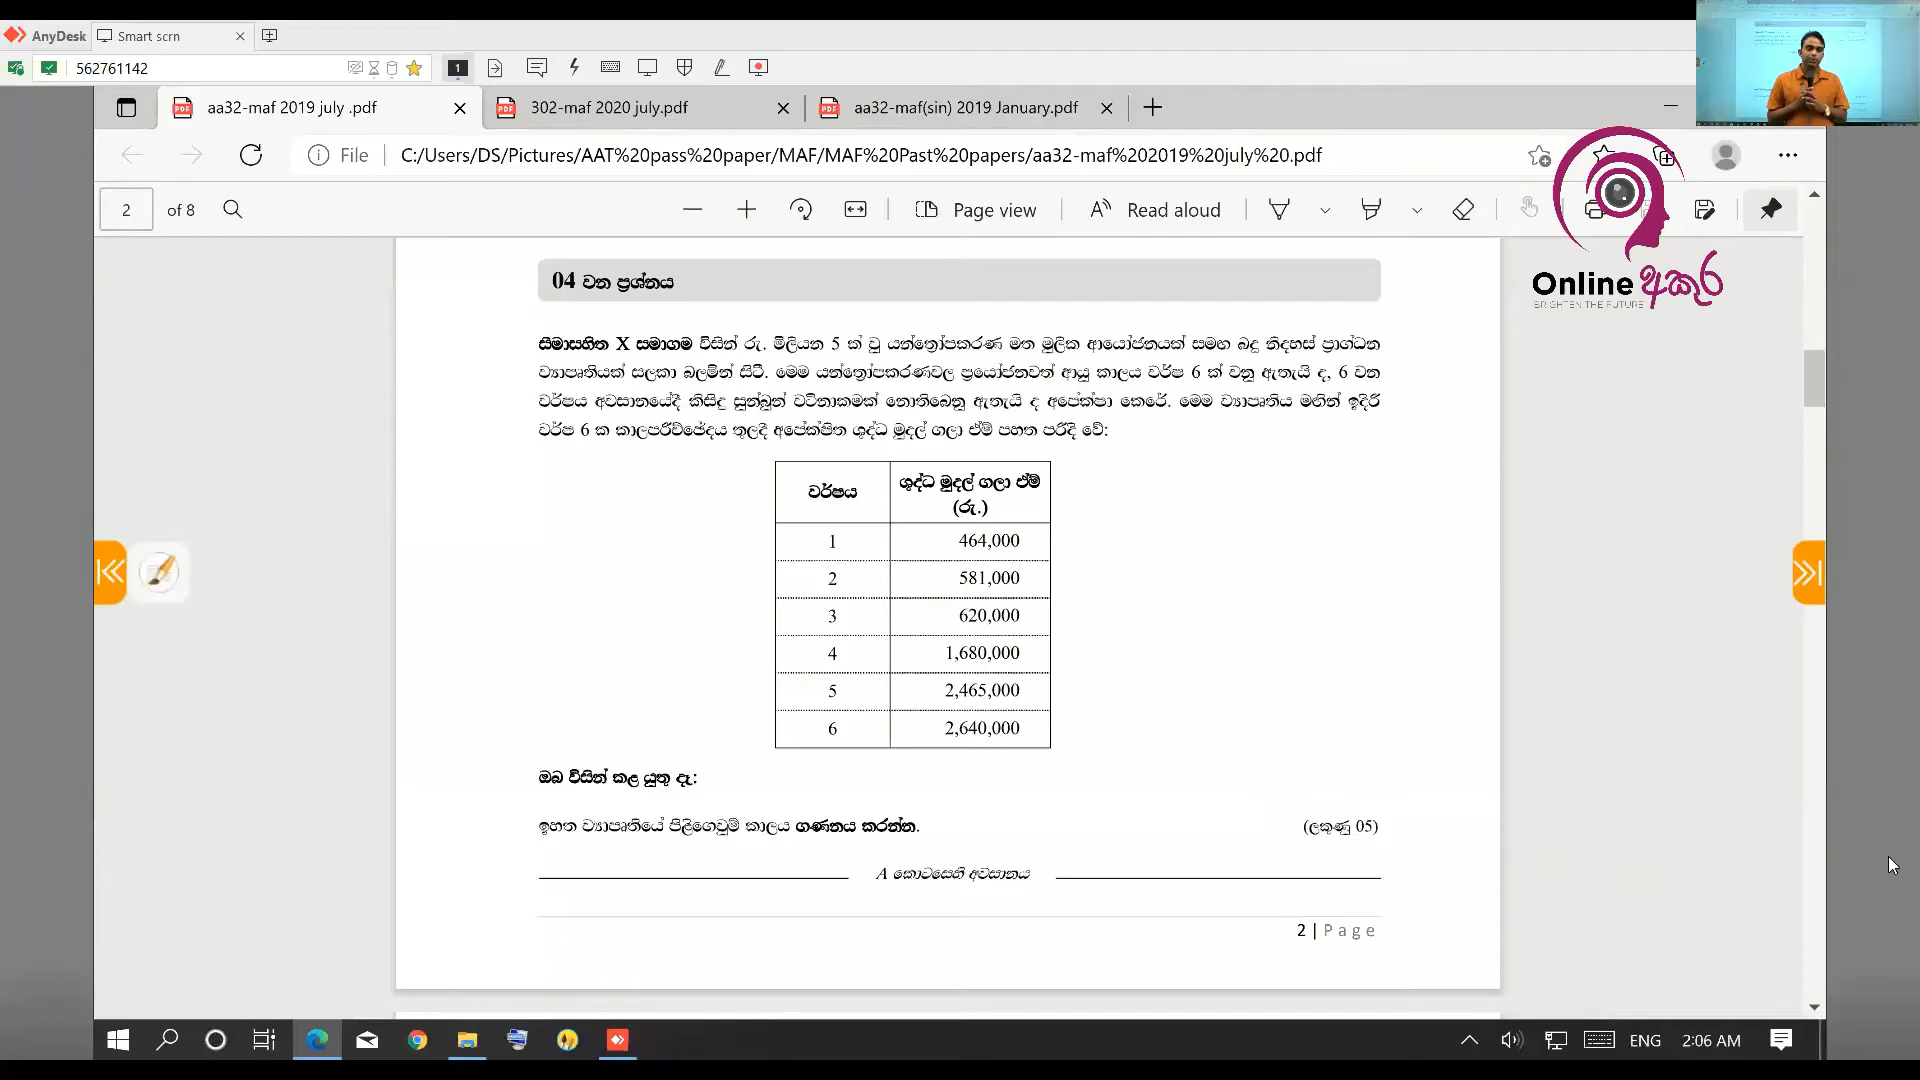 AnyDesk
Smart scrn
562761142
1
aa32-maf 2019 july .pdf
302-maf 2020 july.pdf
aa32-maf(sin) 2019 January.pdf
File
C:/Users/DS/Pictures/AAT%20pass%20paper/MAF/MAF%20Past%20papers/aa32-maf%202019%20july%20.pdf
2
of 8
Page view
Read aloud
Online අකුර
BRIGHTEN THE FUTURE
04 වන ප්‍රශ්නය
සීමාසහිත X සමාගම විසින් රු. මිලියන 5 ක් වූ යන්ත්‍රෝපකරණ මත මූලික ආයෝජනයක් සමඟ බදු නිදහස් ප්‍රාග්ධන
ව්‍යාපෘතියක් සලකා බලමින් සිටී. මෙම යන්ත්‍රෝපකරණවල ප්‍රයෝජනවත් ආයු කාලය වර්ෂ 6 ක් වනු ඇතැයි ද, 6 වන
වර්ෂය අවසානයේදී කිසිදු සුන්බුන් වටිනාකමක් නොතිබෙනු ඇතැයි ද අපේක්ෂා කෙරේ. මෙම ව්‍යාපෘතිය මඟින් ඉදිරි
වර්ෂ 6 ක කාලපරිච්ඡේදය තුලදී අපේක්ෂිත ශුද්ධ මුදල් ගලා ඒම් පහත පරිදි වේ:
වර්ෂය
ශුද්ධ මුදල් ගලා ඒම්
(රු.)
1 464,000
2 581,000
3 620,000
4 1,680,000
5 2,465,000
6 2,640,000
ඔබ විසින් කළ යුතු දෑ:
ඉහත ව්‍යාපෘතියේ පිළිගෙවුම් කාලය ගණනය කරන්න. (ලකුණු 05)
A කොටසෙහි අවසානය
2 | Page
ENG
2:06 AM